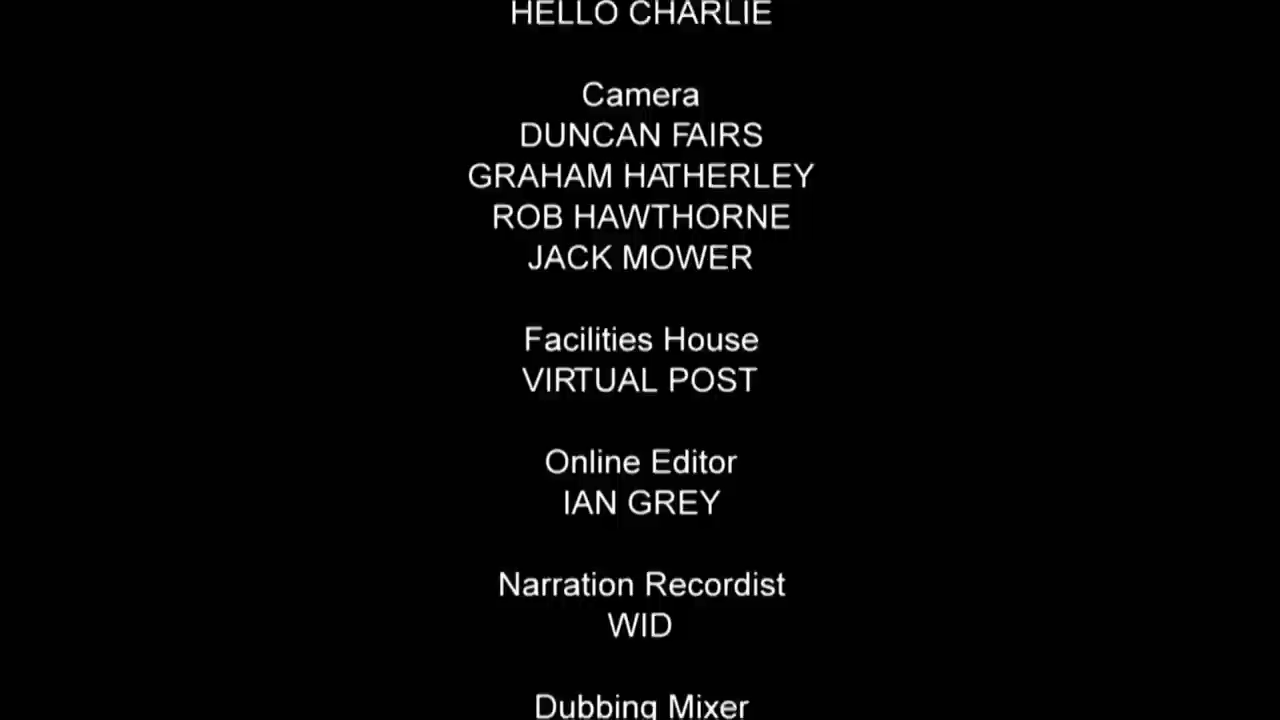 HELLO CHARLIE
Camera
DUNCAN FAIRS
GRAHAM HATHERLEY
ROB HAWTHORNE
JACK MOWER
Facilities House
VIRTUAL POST
Online Editor
IAN GREY
Narration Recordist
WID
Dubbing Mixer